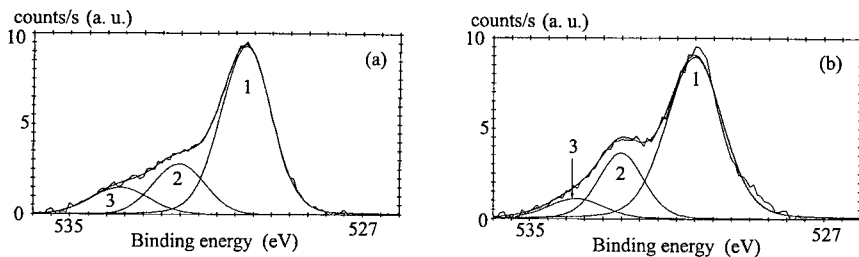 counts/s (a. u.)
10
5
0
(a)
1
2
3
535
527
Binding energy (eV)
counts/s (a. u.)
10
5
0
(b)
1
3
2
535
527
Binding energy (eV)